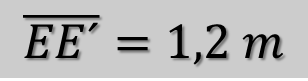 $\overline{EE´} = 1,2\ m$